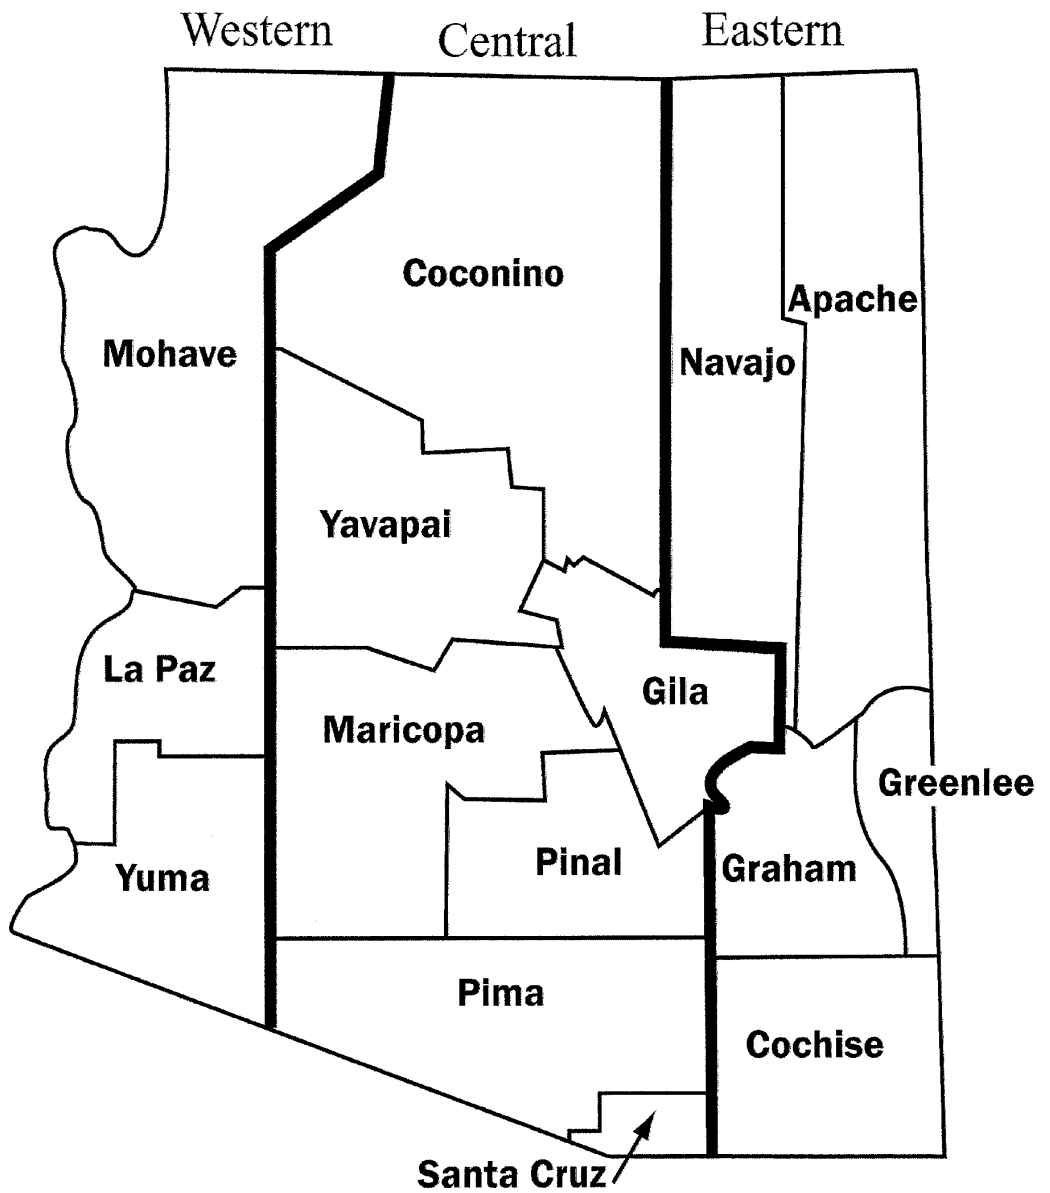 Western
Central
Eastern
Coconino
Apache
Mohave
Navajo
Yavapai
La Paz
Gila
Maricopa
Greenlee
Pinal
Graham
Yuma
Pima
Cochise
Santa Cruz